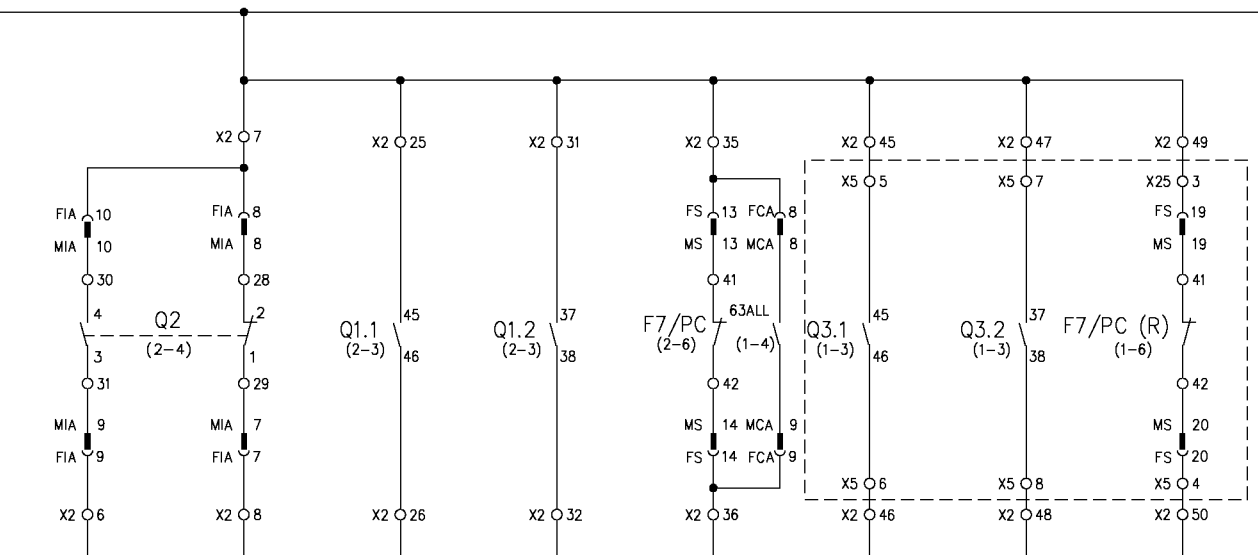 X2 7
X2 25
X2 31
X2 35
X2 45
X2 47
X2 49
X5 5
X5 7
X25 3
FIA 10
FIA 8
FS 13
FCA 8
FS 19
MIA 10
MIA 8
MS 13
MCA 8
MS 19
30
28
41
41
4
Q2
2
(2-4)
3
1
Q1.1
(2-3)
45
46
Q1.2
(2-3)
37
38
F7/PC
(2-6)
63ALL
(1-4)
Q3.1
(1-3)
45
46
Q3.2
(1-3)
37
38
F7/PC (R)
(1-6)
31
29
42
42
MIA 9
MIA 7
MS 14
MCA 9
MS 20
FIA 9
FIA 7
FS 14
FCA 9
FS 20
X5 6
X5 8
X5 4
X2 6
X2 8
X2 26
X2 32
X2 36
X2 46
X2 48
X2 50